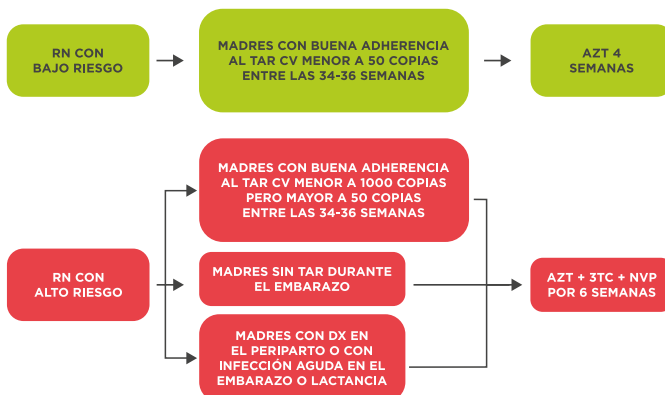 RN CON
BAJO RIESGO
MADRES CON BUENA ADHERENCIA
AL TAR CV MENOR A 50 COPIAS
ENTRE LAS 34-36 SEMANAS
AZT 4
SEMANAS
MADRES CON BUENA ADHERENCIA
AL TAR CV MENOR A 1000 COPIAS
PERO MAYOR A 50 COPIAS
ENTRE LAS 34-36 SEMANAS
RN CON
ALTO RIESGO
MADRES SIN TAR DURANTE
EL EMBARAZO
AZT + 3TC + NVP
POR 6 SEMANAS
MADRES CON DX EN
EL PERIPARTO O CON
INFECCIÓN AGUDA EN EL
EMBARAZO O LACTANCIA